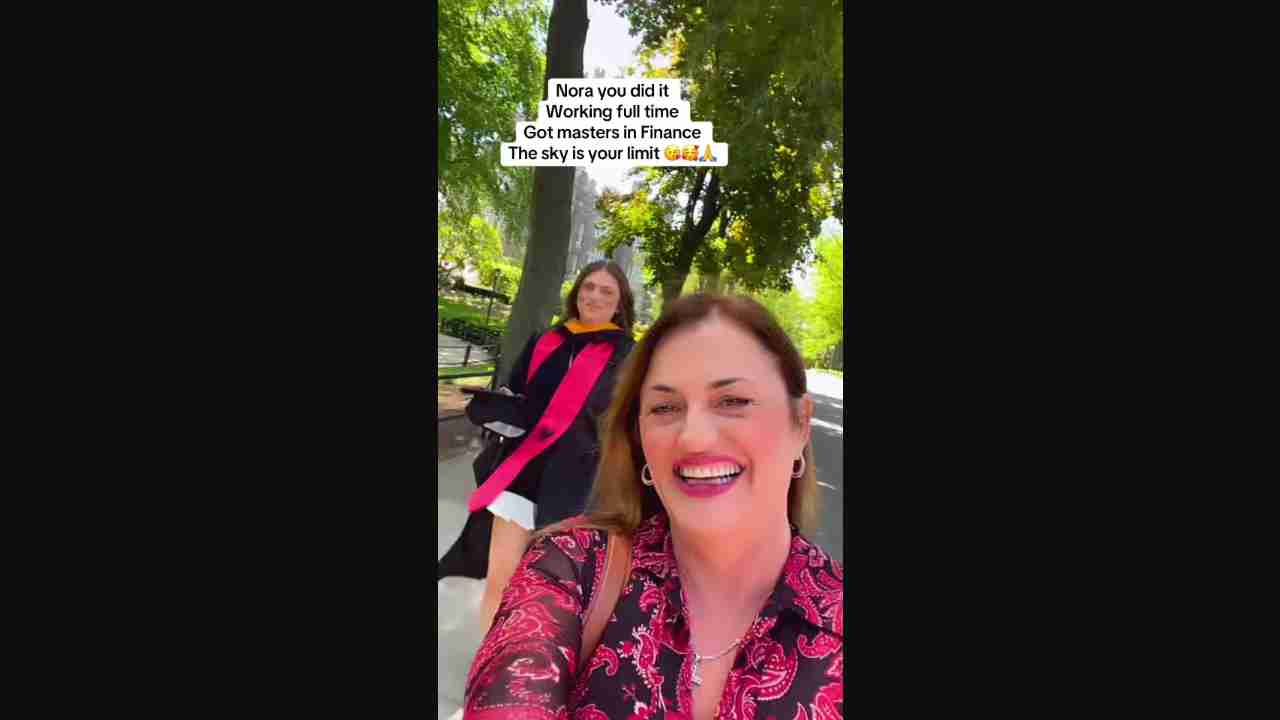 Nora you did it
Working full time
Got masters in Finance
The sky is your limit 😘🥰🙏